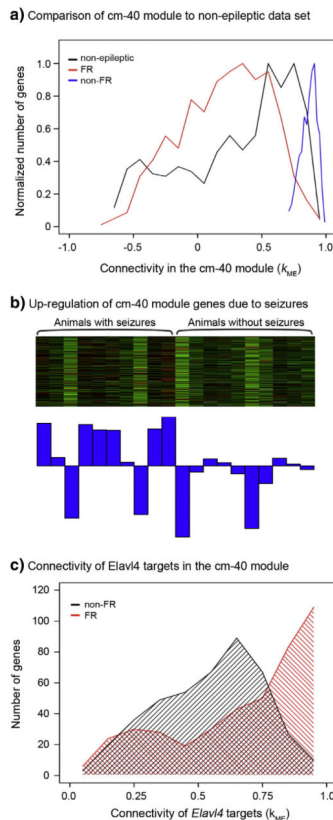 a) Comparison of cm-40 module to non-epileptic data set
non-epileptic
FR
non-FR
Normalized number of genes
1.0
0.8
0.6
0.4
0.2
0.0
-1.0 -0.5 0 0.5 1.0
Connectivity in the cm-40 module (kME)
b) Up-regulation of cm-40 module genes due to seizures
Animals with seizures Animals without seizures
c) Connectivity of Elavl4 targets in the cm-40 module
non-FR
FR
Number of genes
120
100
80
60
40
20
0
0.0 0.25 0.50 0.75 1.0
Connectivity of Elavl4 targets (kME)